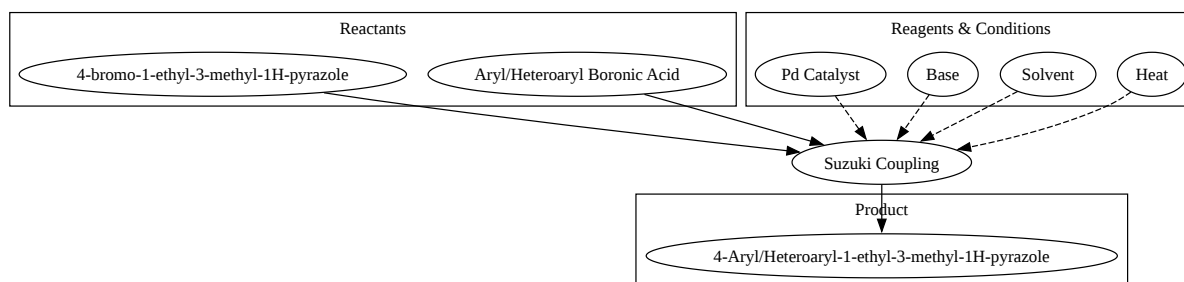 Reactants
Reagents & Conditions
4-bromo-1-ethyl-3-methyl-1H-pyrazole
Aryl/Heteroaryl Boronic Acid
Pd Catalyst
Base
Solvent
Heat
Suzuki Coupling
Product
4-Aryl/Heteroaryl-1-ethyl-3-methyl-1H-pyrazole